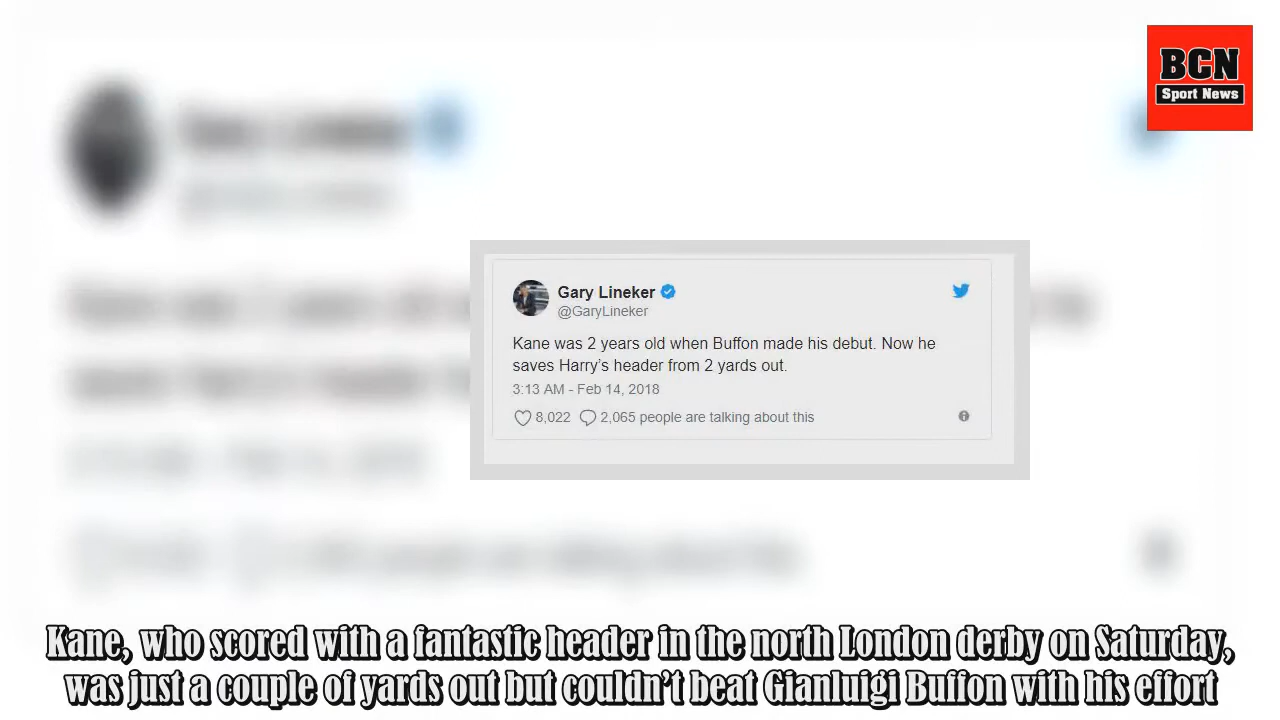 BCN
Sport News
Gary Lineker
@GaryLineker
Kane was 2 years old when Buffon made his debut. Now he
saves Harry's header from 2 yards out.
3:13 AM - Feb 14, 2018
8,022 2,065 people are talking about this
Kane, who scored with a fantastic header in the north London derby on Saturday,
was just a couple of yards out but couldn't beat Gianluigi Buffon with his effort